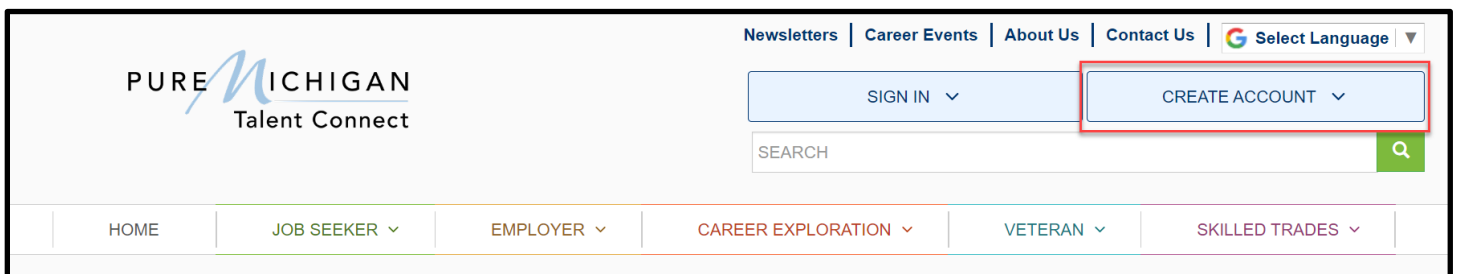 Newsletters | Career Events | About Us | Contact Us | G Select Language | ▼
PURE MICHIGAN
Talent Connect
SIGN IN
CREATE ACCOUNT
SEARCH
HOME
JOB SEEKER
EMPLOYER
CAREER EXPLORATION
VETERAN
SKILLED TRADES